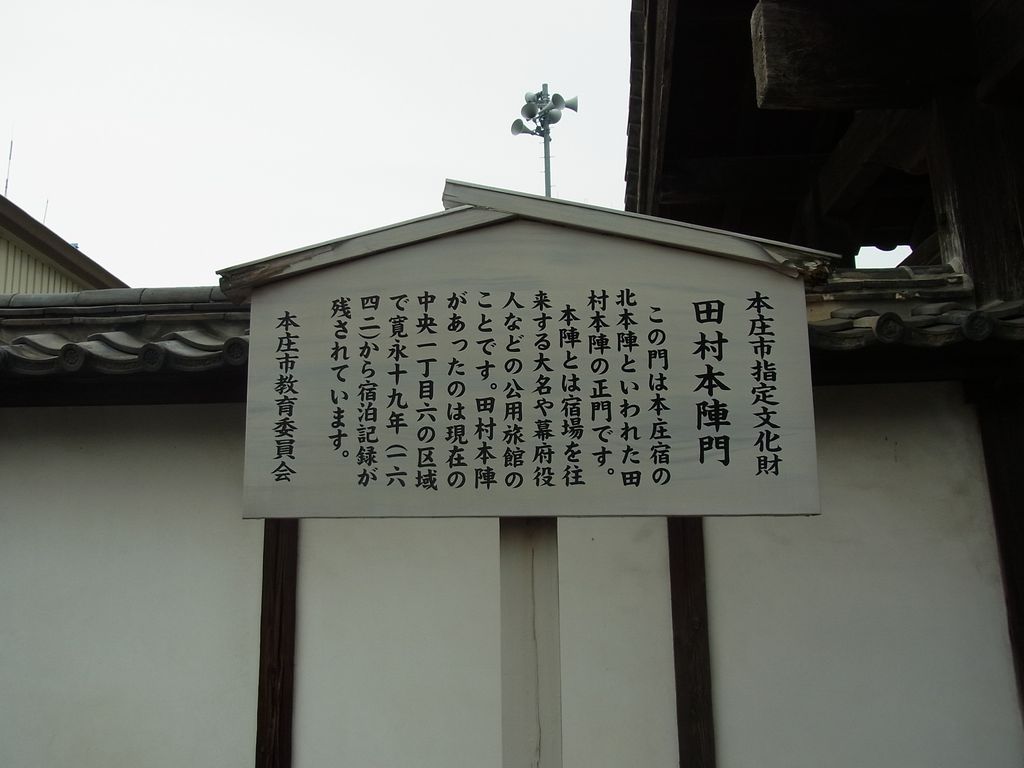 本庄市指定文化財
田村本陣門
この門は本庄宿の
北本陣といわれた田
村本陣の正門です。
本陣とは宿場を往
来する大名や幕府役
人などの公用旅館の
ことです。田村本陣
があったのは現在の
中央一丁目六の区域
で寛永十九年(一六
四二)から宿泊記録が
残されています。
本庄市教育委員会